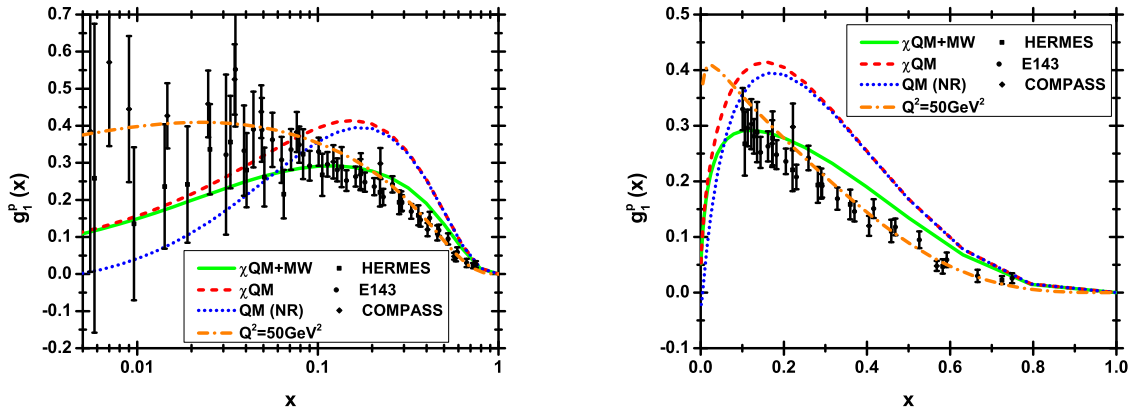 0.7
0.6
0.5
0.4
0.3
0.2
0.1
0.0
-0.1
-0.2
g₁ᵖ (x)
χQM+MW
χQM
QM (NR)
Q²=50GeV²
HERMES
E143
COMPASS
0.01
0.1
1
x
0.5
0.4
0.3
0.2
0.1
0.0
-0.1
g₁ᵖ (x)
χQM+MW
χQM
QM (NR)
Q²=50GeV²
HERMES
E143
COMPASS
0.0 0.2 0.4 0.6 0.8 1.0
x